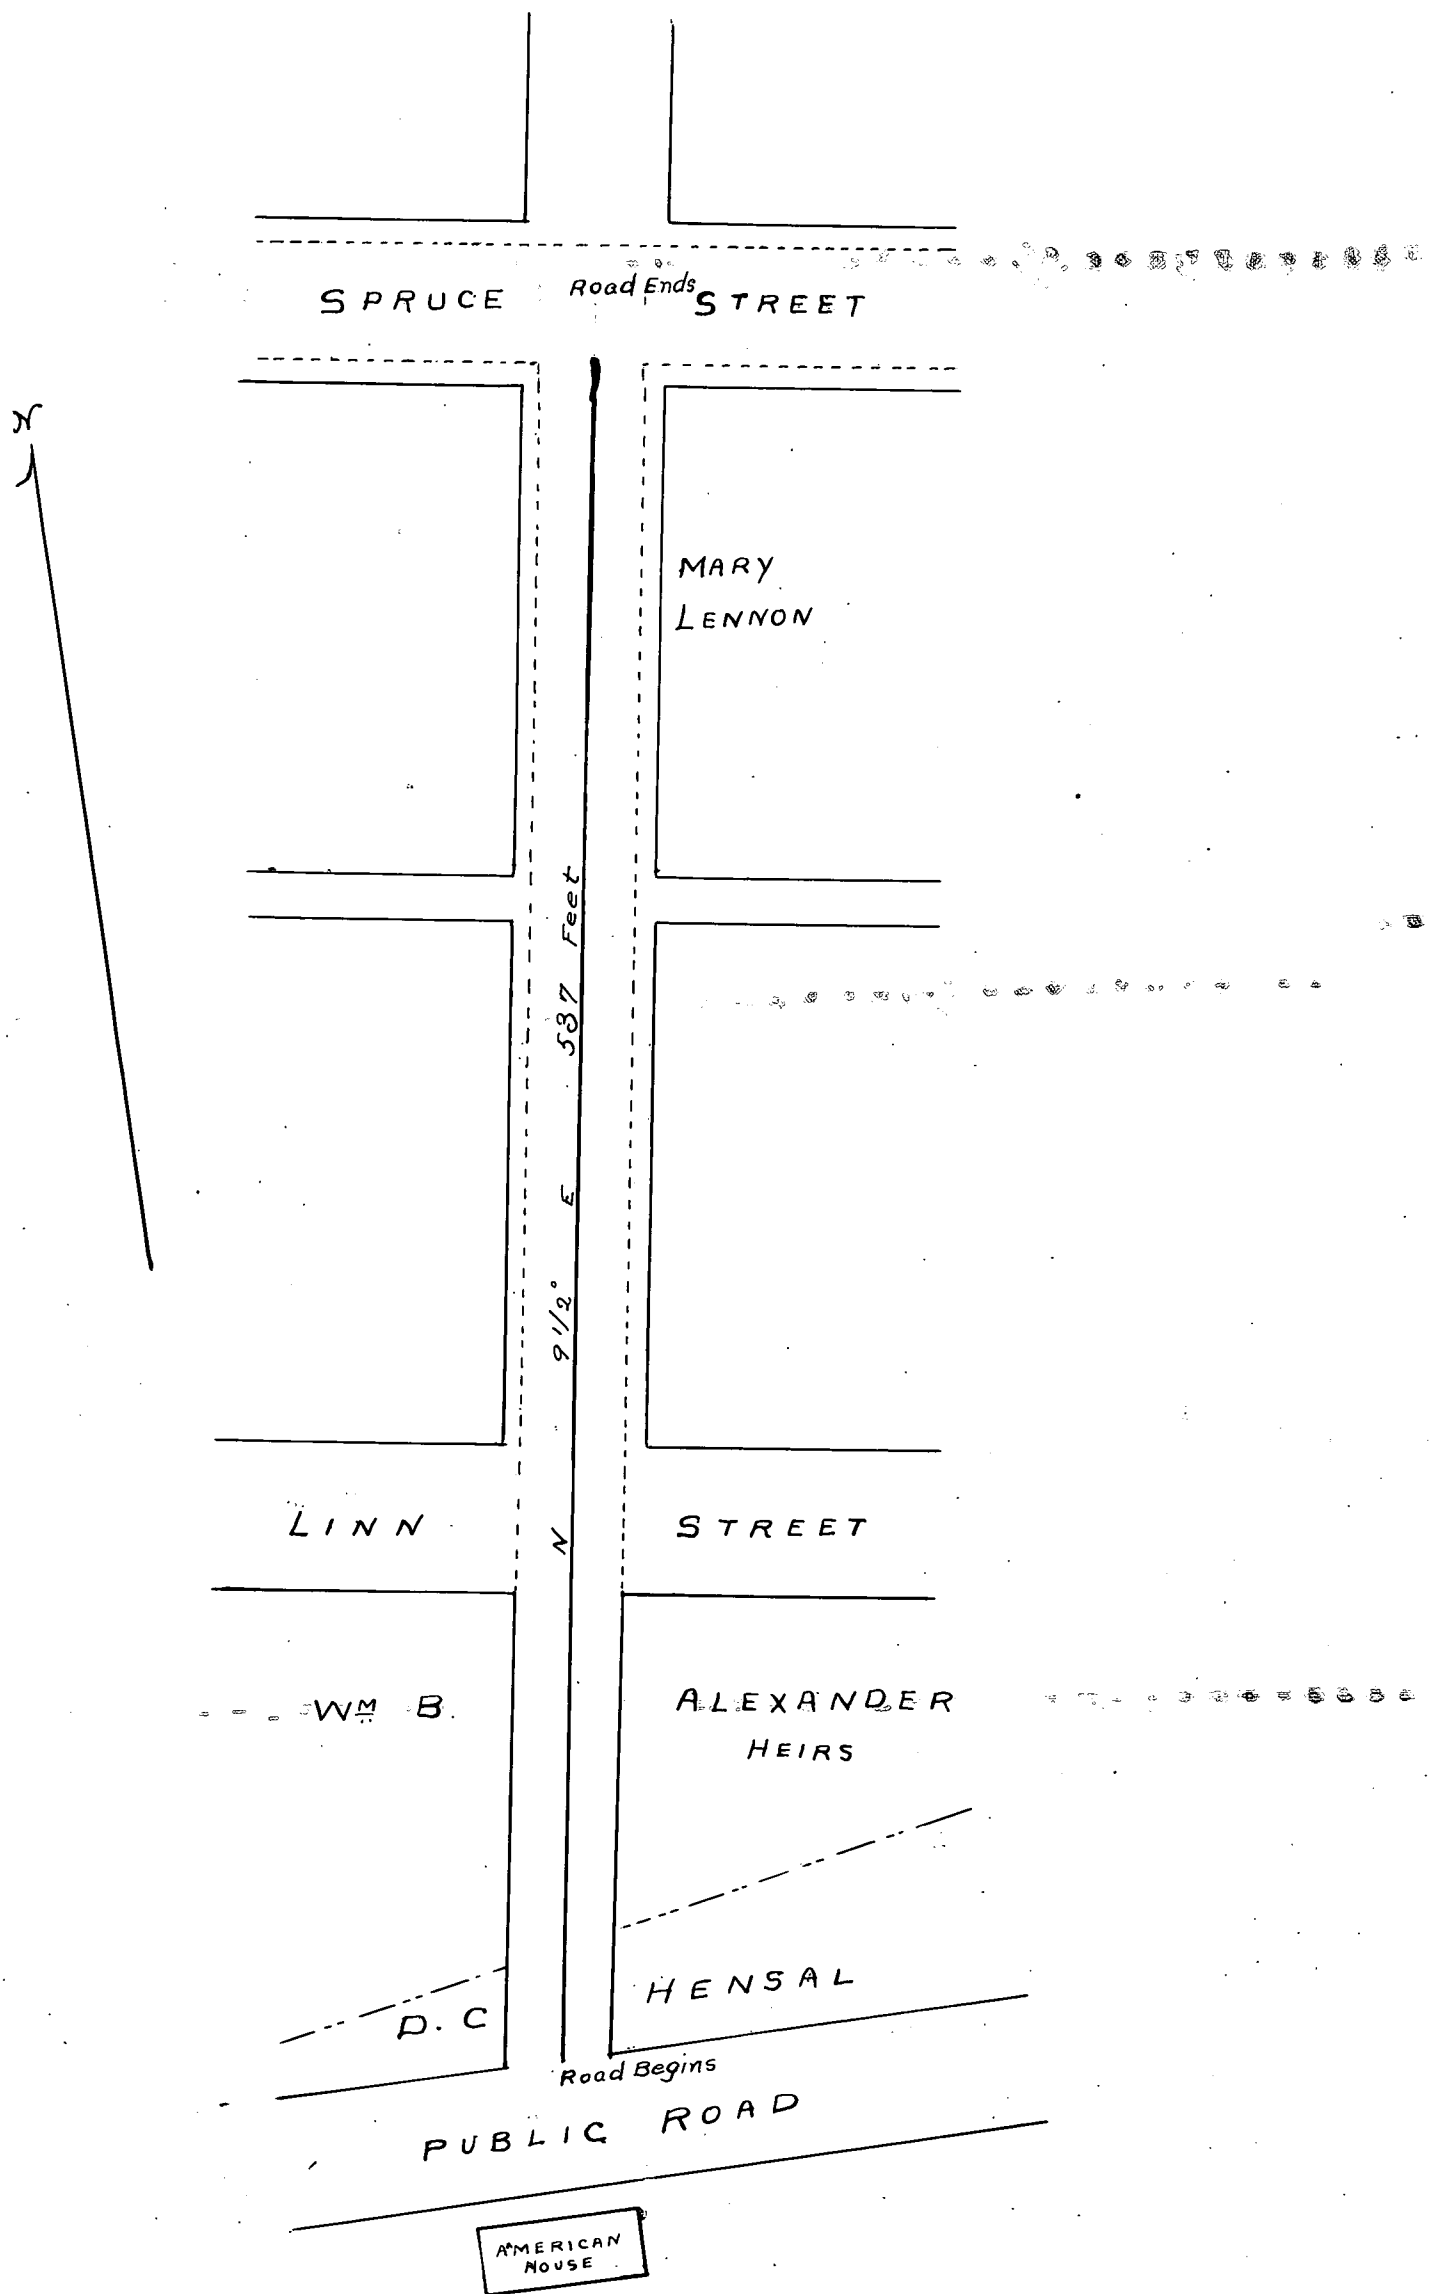 Road Ends
SPRUCE STREET
N
MARY
LENNON
N 9 1/2° E 537 Feet
LINN STREET
Wm B. ALEXANDER
HEIRS
D. C HENSAL
Road Begins
PUBLIC ROAD
AMERICAN
HOUSE